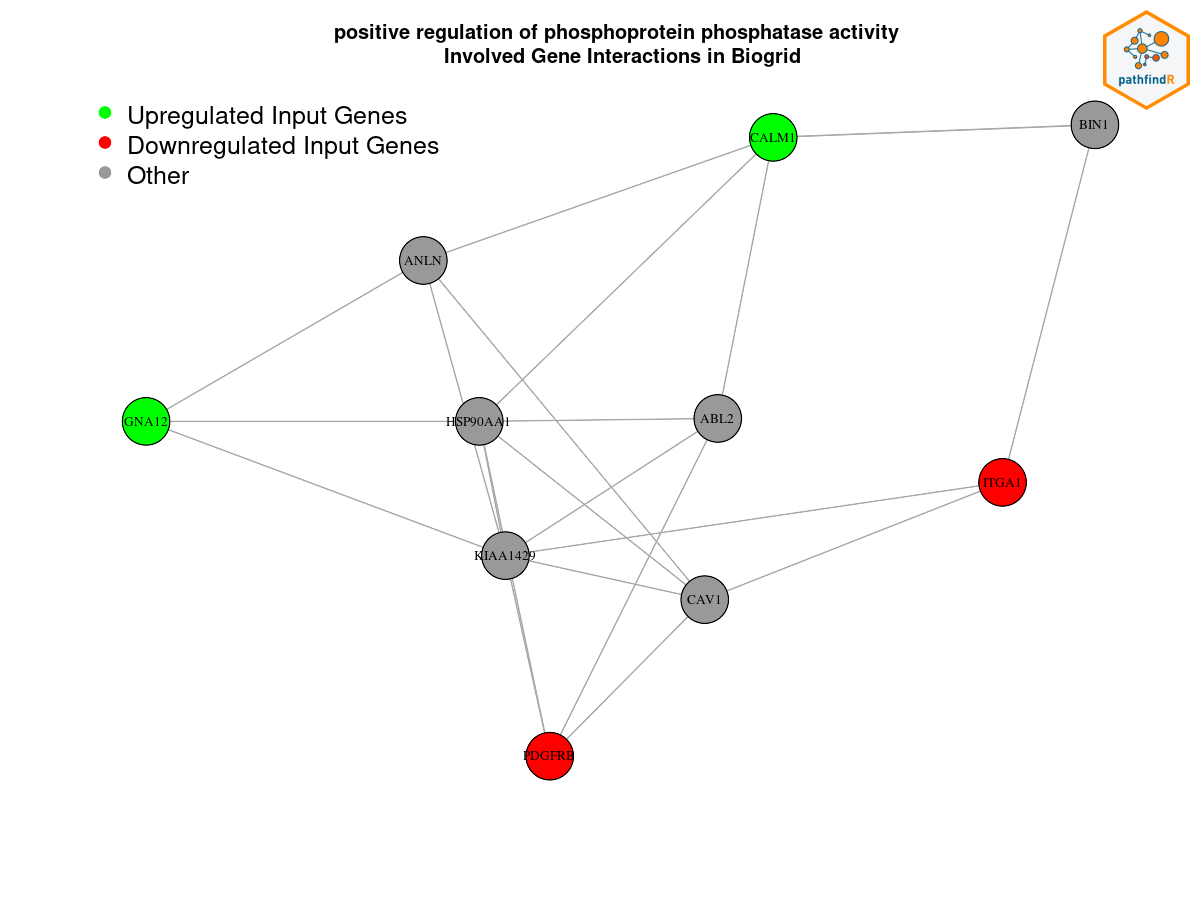 positive regulation of phosphoprotein phosphatase activity
Involved Gene Interactions in Biogrid
pathfindR
Upregulated Input Genes
Downregulated Input Genes
Other
CALM1
BIN1
ANLN
GNA12
HSP90AA1
ABL2
ITGA1
KIAA1429
CAV1
PDGFRB